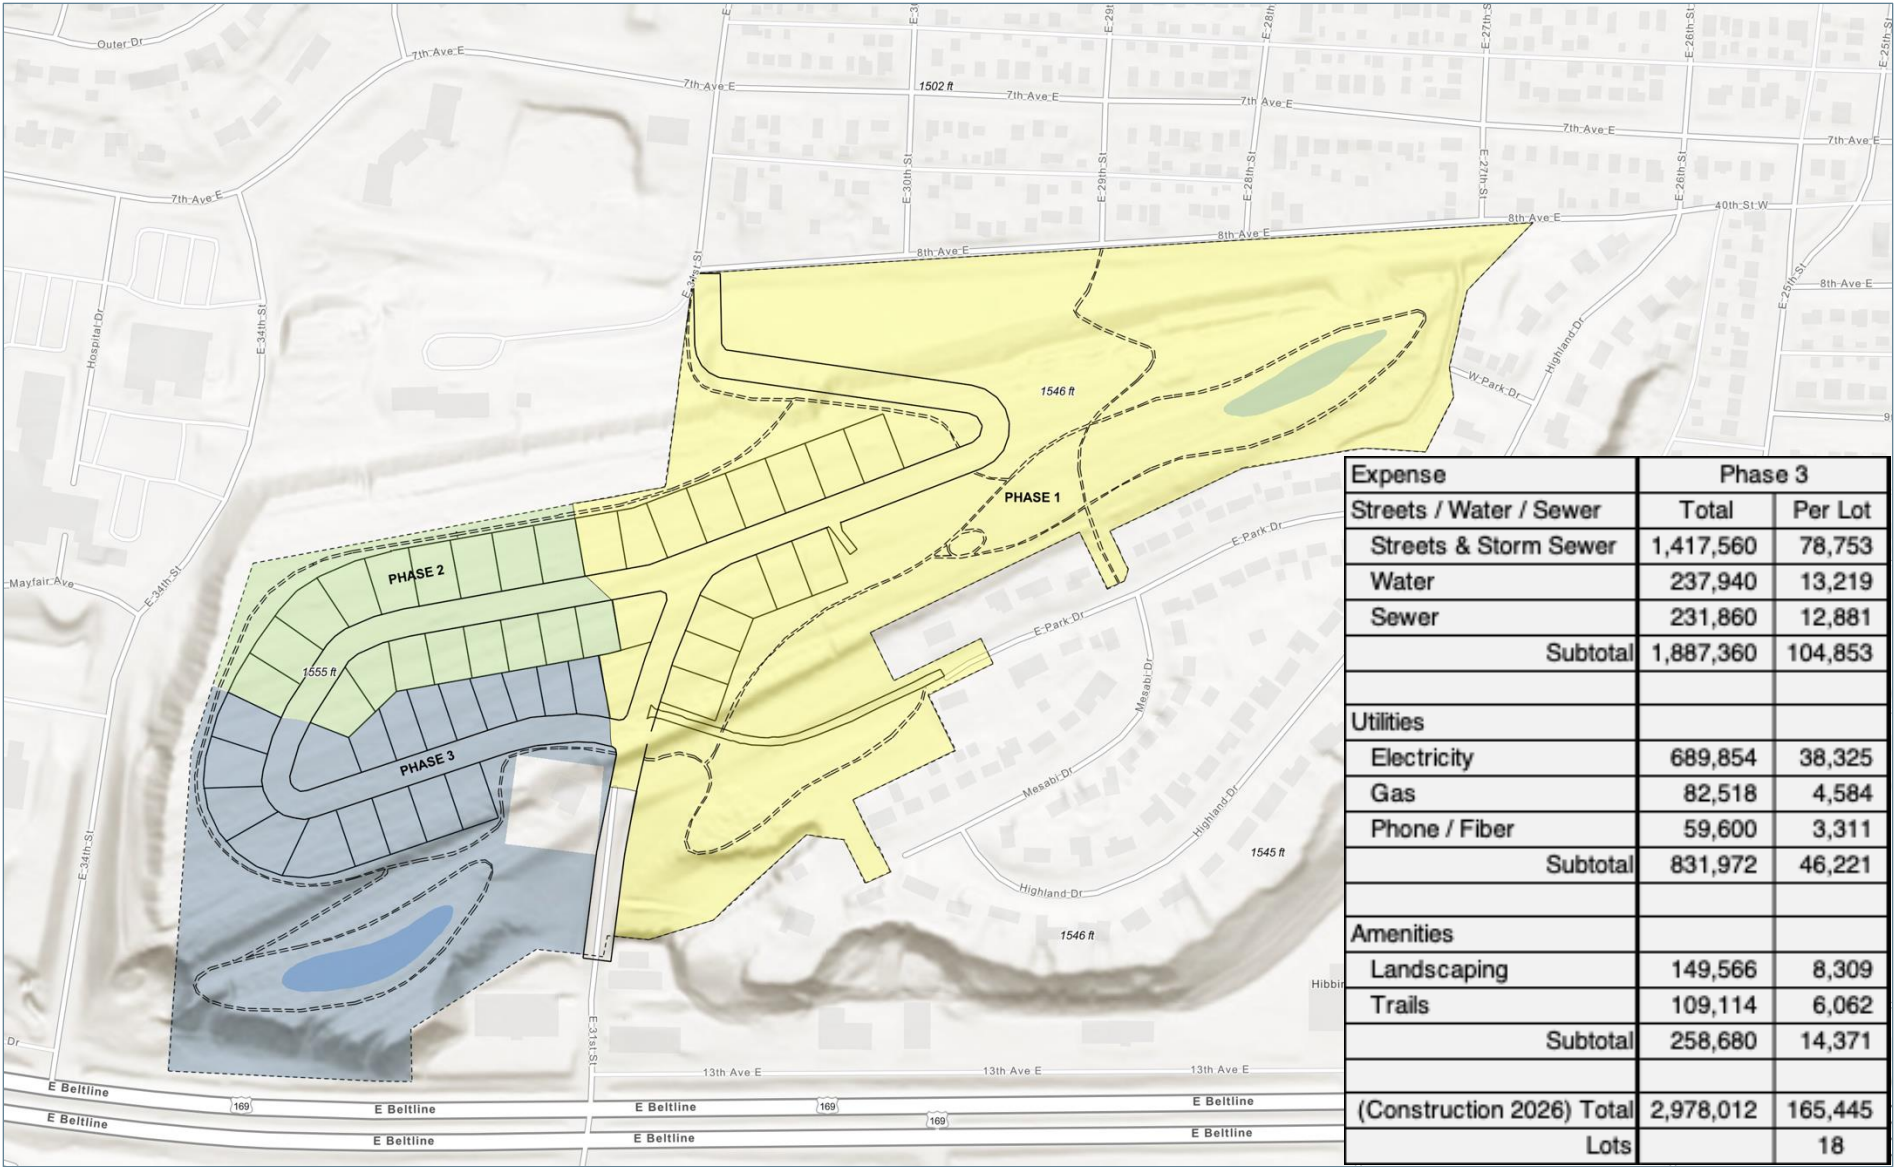 E 30
E 29t
E 28th
E 27th S
E 26th St
E 25th St
Outer Dr
7th Ave E
7th Ave E
1502 ft
7th Ave E
7th Ave E
7th Ave E
7th Ave E
E 30th St
E 29th St
E 28th St
E 27th St
E 26th St
7th Ave E
40th St W
8th Ave E
8th Ave E
8th Ave E
E 31st St
E 25th St
8th Ave E
Hospital Dr
E 34th St
Highland Dr
W Park Dr
1546 ft
9
PHASE 1
E Park Dr
PHASE 2
Mayfair Ave
E 34th St
E Park Dr
1555 ft
Mesabi Dr
PHASE 3
Mesabi Dr
Highland Dr
E 34th St
1545 ft
Highland Dr
1546 ft
Hibbin
Dr
E 31st St
13th Ave E
13th Ave E
13th Ave E
E Beltline
169
E Beltline
E Beltline
169
E Beltline
E Beltline
169
E Beltline
E Beltline
E Beltline
Expense Phase 3
Streets / Water / Sewer Total Per Lot
Streets & Storm Sewer 1,417,560 78,753
Water 237,940 13,219
Sewer 231,860 12,881
Subtotal 1,887,360 104,853
Utilities
Electricity 689,854 38,325
Gas 82,518 4,584
Phone / Fiber 59,600 3,311
Subtotal 831,972 46,221
Amenities
Landscaping 149,566 8,309
Trails 109,114 6,062
Subtotal 258,680 14,371
(Construction 2026) Total 2,978,012 165,445
Lots 18